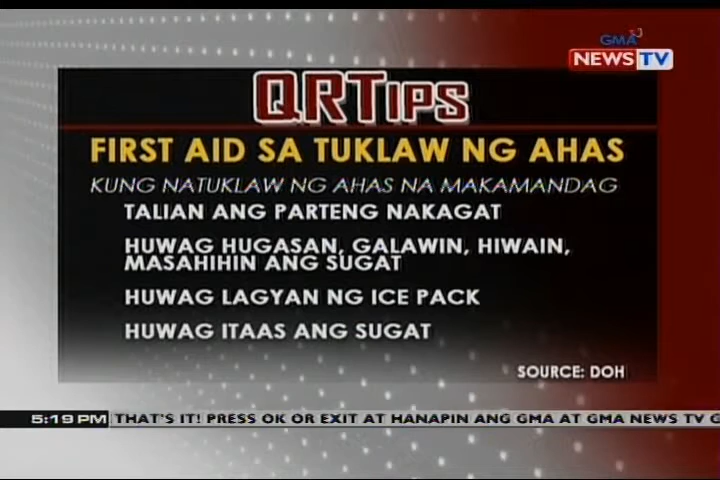 GMA
NEWS TV
QRTIPS
FIRST AID SA TUKLAW NG AHAS
KUNG NATUKLAW NG AHAS NA MAKAMANDAG
TALIAN ANG PARTENG NAKAGAT
HUWAG HUGASAN, GALAWIN, HIWAIN,
MASAHIHIN ANG SUGAT
HUWAG LAGYAN NG ICE PACK
HUWAG ITAAS ANG SUGAT
SOURCE: DOH
5:19 PM THAT'S IT! PRESS OK OR EXIT AT HANAPIN ANG GMA AT GMA NEWS TV